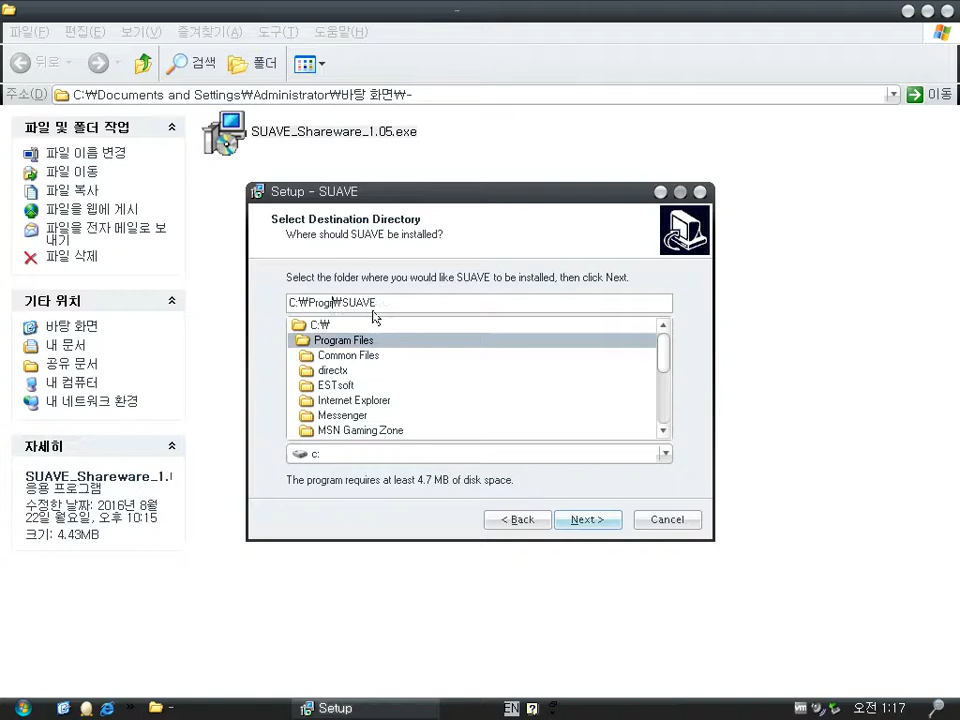 -
파일(F) 편집(E) 보기(V) 즐겨찾기(A) 도구(T) 도움말(H)
뒤로 검색 폴더
주소(D) C:₩Documents and Settings₩Administrator₩바탕 화면₩- 이동
파일 및 폴더 작업
파일 이름 변경
파일 이동
파일 복사
파일을 웹에 게시
파일을 전자 메일로 보
내기
파일 삭제
기타 위치
바탕 화면
내 문서
공유 문서
내 컴퓨터
내 네트워크 환경
자세히
SUAVE_Shareware_1.
응용 프로그램
수정한 날짜: 2016년 8월
22일 월요일, 오후 10:15
크기: 4.43MB
SUAVE_Shareware_1.05.exe
Setup - SUAVE
Select Destination Directory
Where should SUAVE be installed?
Select the folder where you would like SUAVE to be installed, then click Next.
C:₩Progr₩SUAVE
C:₩
Program Files
Common Files
directx
ESTsoft
Internet Explorer
Messenger
MSN Gaming Zone
c:
The program requires at least 4.7 MB of disk space.
< Back Next > Cancel
- Setup EN 오전 1:17